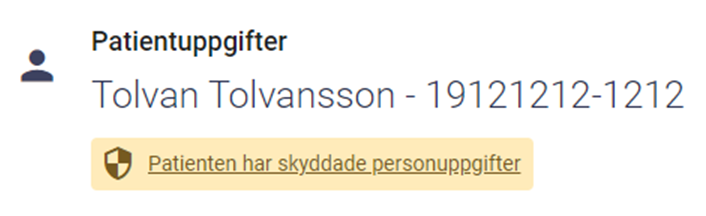 Patientuppgifter
Tolvan Tolvansson - 19121212-1212
Patienten har skyddade personuppgifter